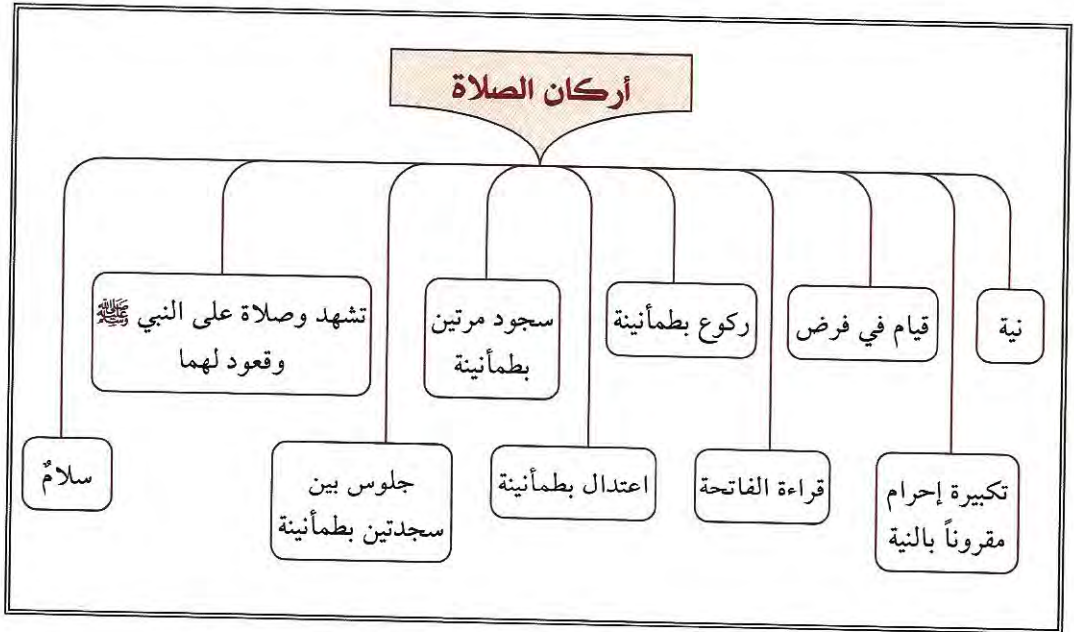 أركان الصلاة
نية
تكبيرة إحرام
مقروناً بالنية
قيام في فرض
قراءة الفاتحة
ركوع بطمأنينة
اعتدال بطمأنينة
سجود مرتين
بطمأنينة
جلوس بين
سجدتين بطمأنينة
تشهد وصلاة على النبي ﷺ
وقعود لهما
سلامٌ